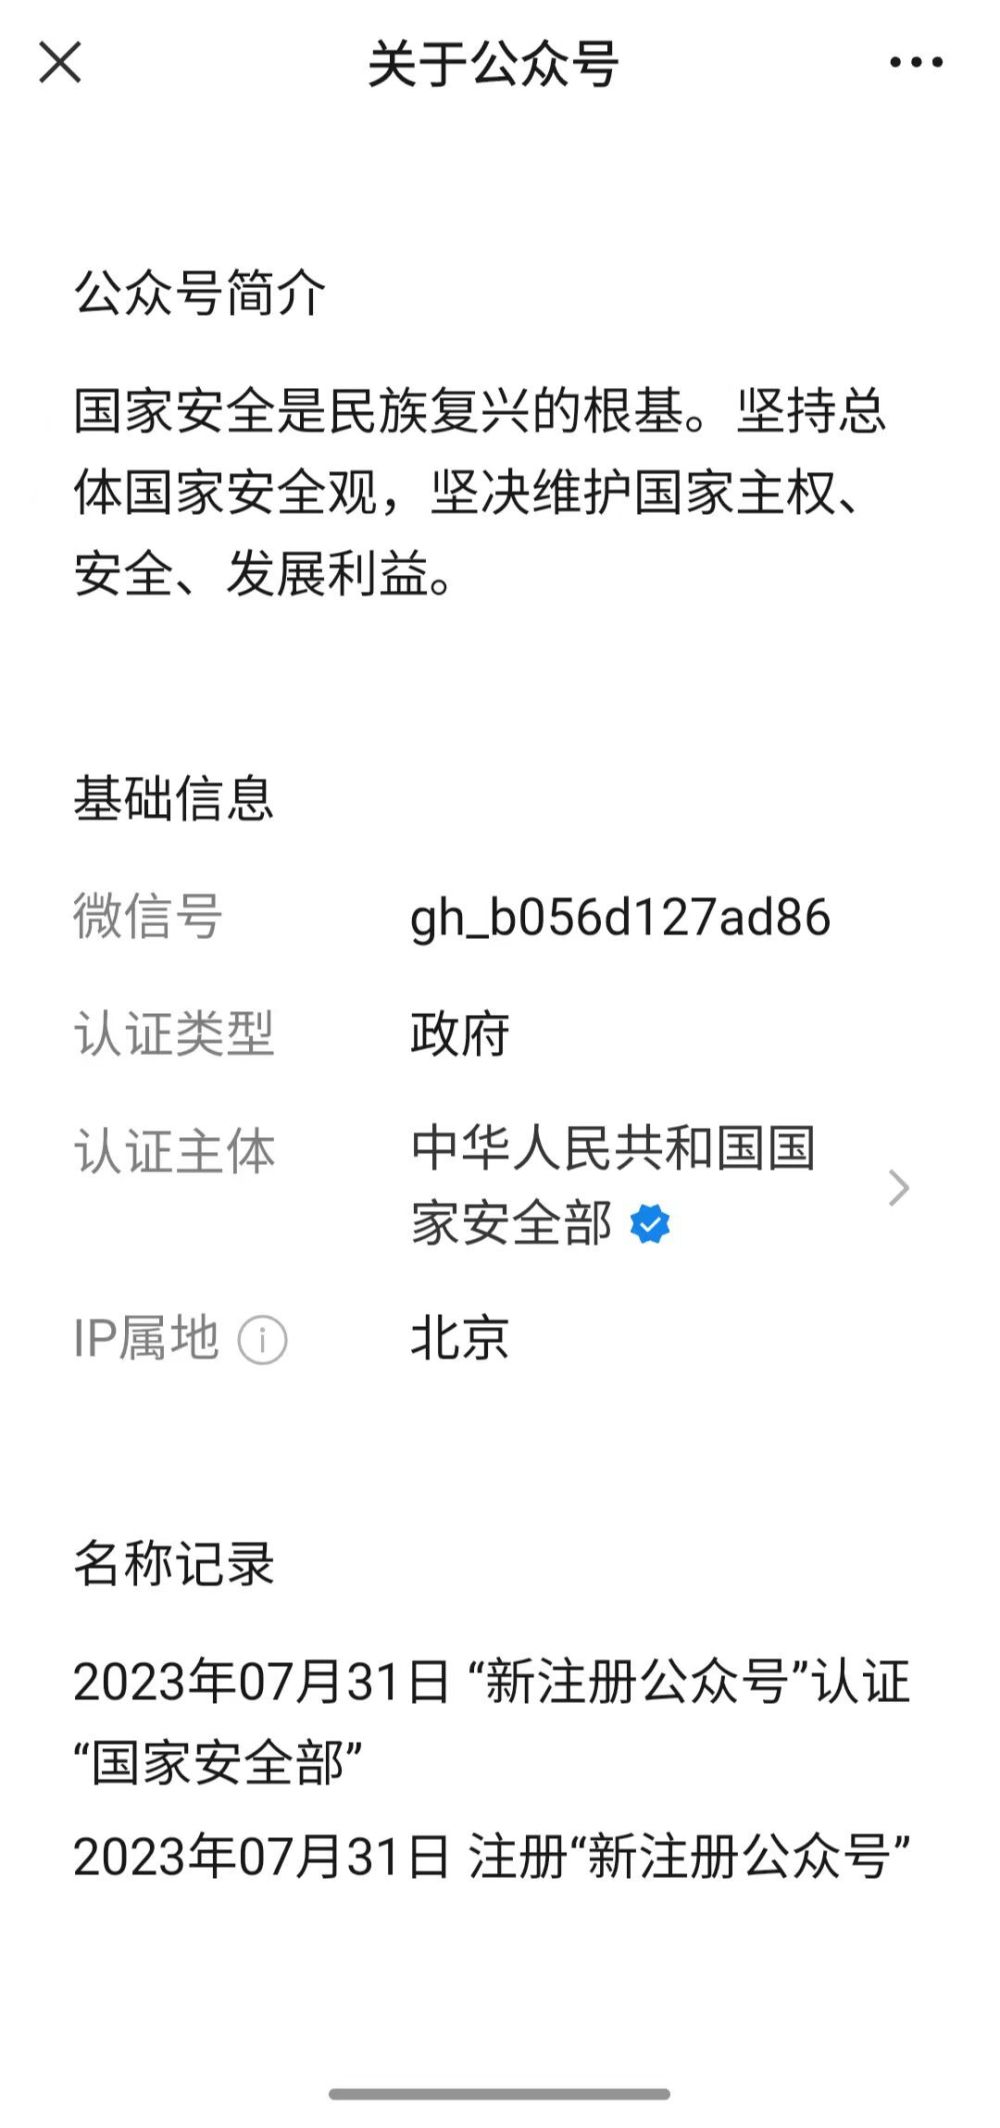 关于公众号
公众号简介
国家安全是民族复兴的根基。坚持总
体国家安全观，坚决维护国家主权、
安全、发展利益。
基础信息
微信号 gh_b056d127ad86
认证类型 政府
认证主体 中华人民共和国国
家安全部
IP属地 北京
名称记录
2023年07月31日 “新注册公众号”认证
“国家安全部”
2023年07月31日 注册“新注册公众号”